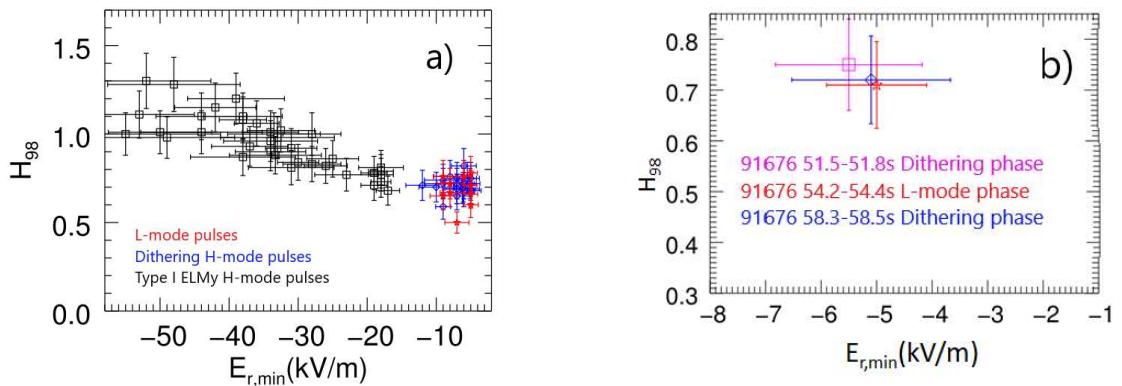 a)
1.5
1.0
0.5
0.0
H98
L-mode pulses
Dithering H-mode pulses
Type I ELMy H-mode pulses
−50 −40 −30 −20 −10
Er,min(kV/m)
b)
0.8
0.7
0.6
0.5
0.4
0.3
H98
91676 51.5-51.8s Dithering phase
91676 54.2-54.4s L-mode phase
91676 58.3-58.5s Dithering phase
−8 −7 −6 −5 −4 −3 −2 −1
Er,min(kV/m)